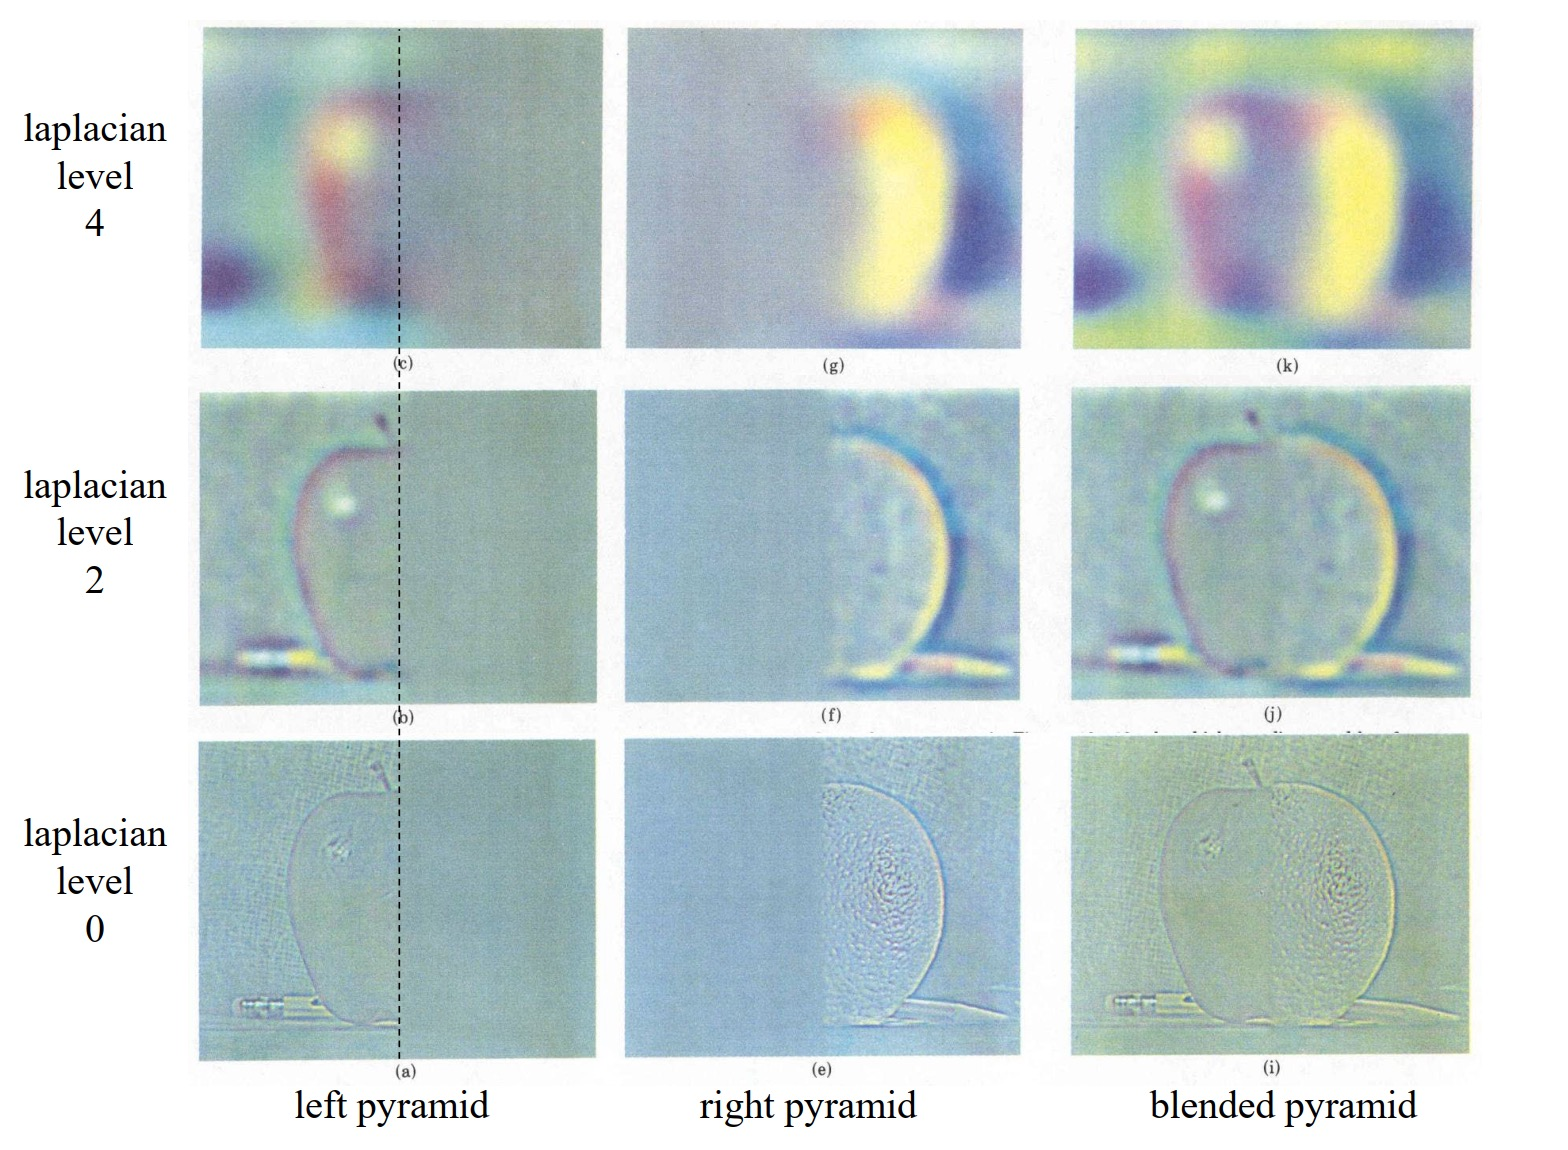 laplacian
level
4
(c)
(g)
(k)
laplacian
level
2
(b)
(f)
(j)
laplacian
level
0
(a)
(e)
(i)
left pyramid
right pyramid
blended pyramid